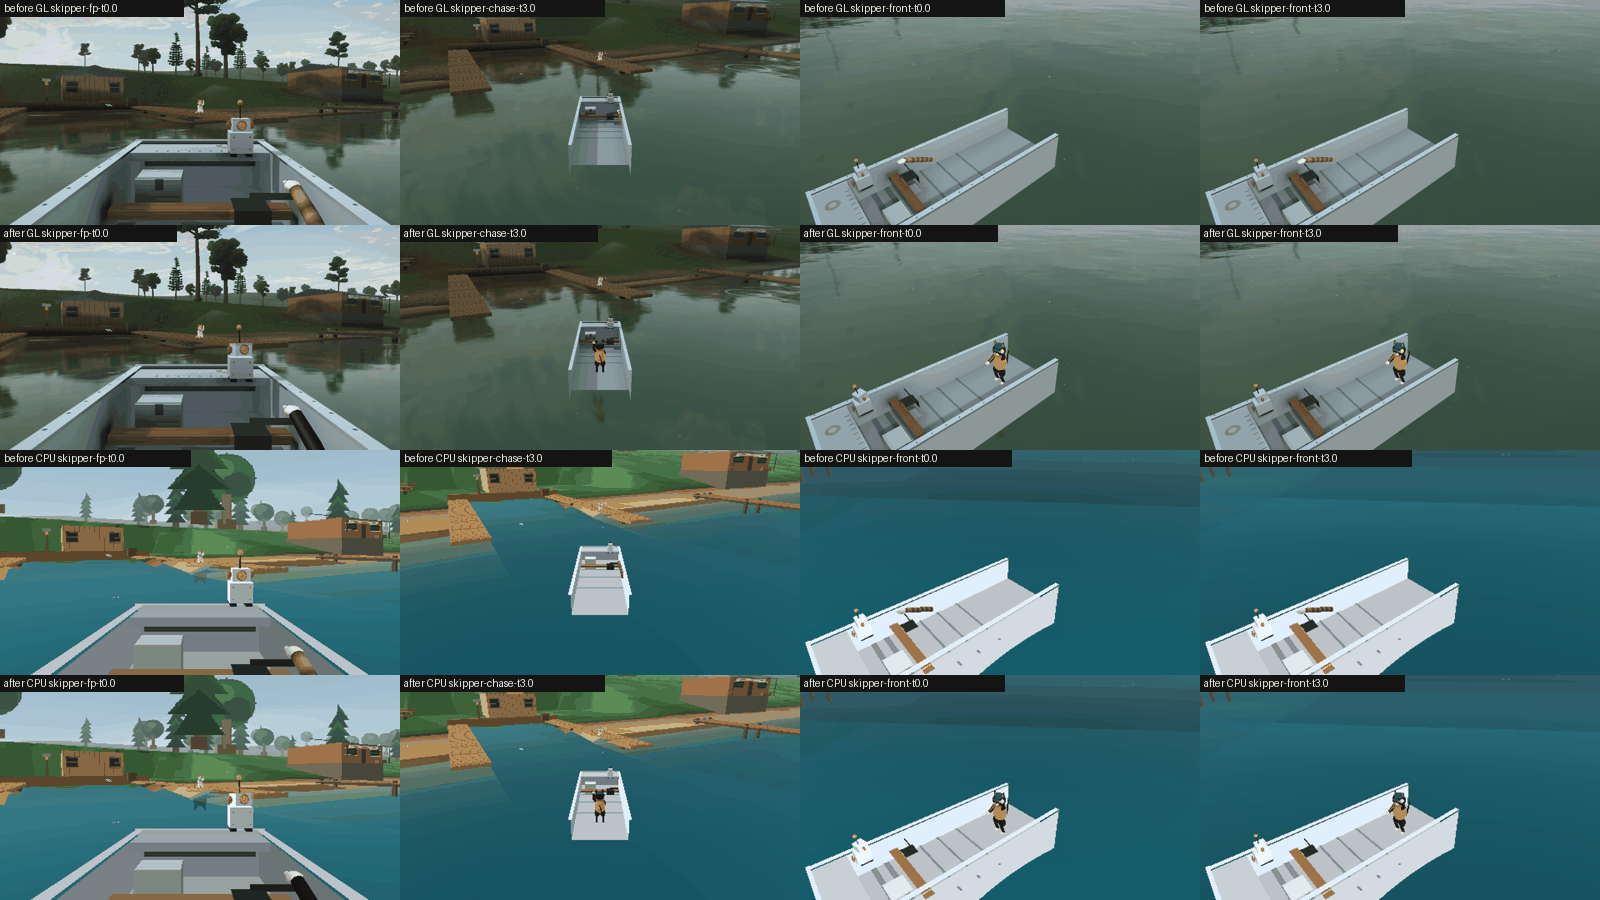 before GL skipper-fp-t0.0
before GL skipper-chase-t3.0
before GL skipper-front-t0.0
before GL skipper-front-t3.0
after GL skipper-fp-t0.0
after GL skipper-chase-t3.0
after GL skipper-front-t0.0
after GL skipper-front-t3.0
before CPU skipper-fp-t0.0
before CPU skipper-chase-t3.0
before CPU skipper-front-t0.0
before CPU skipper-front-t3.0
after CPU skipper-fp-t0.0
after CPU skipper-chase-t3.0
after CPU skipper-front-t0.0
after CPU skipper-front-t3.0